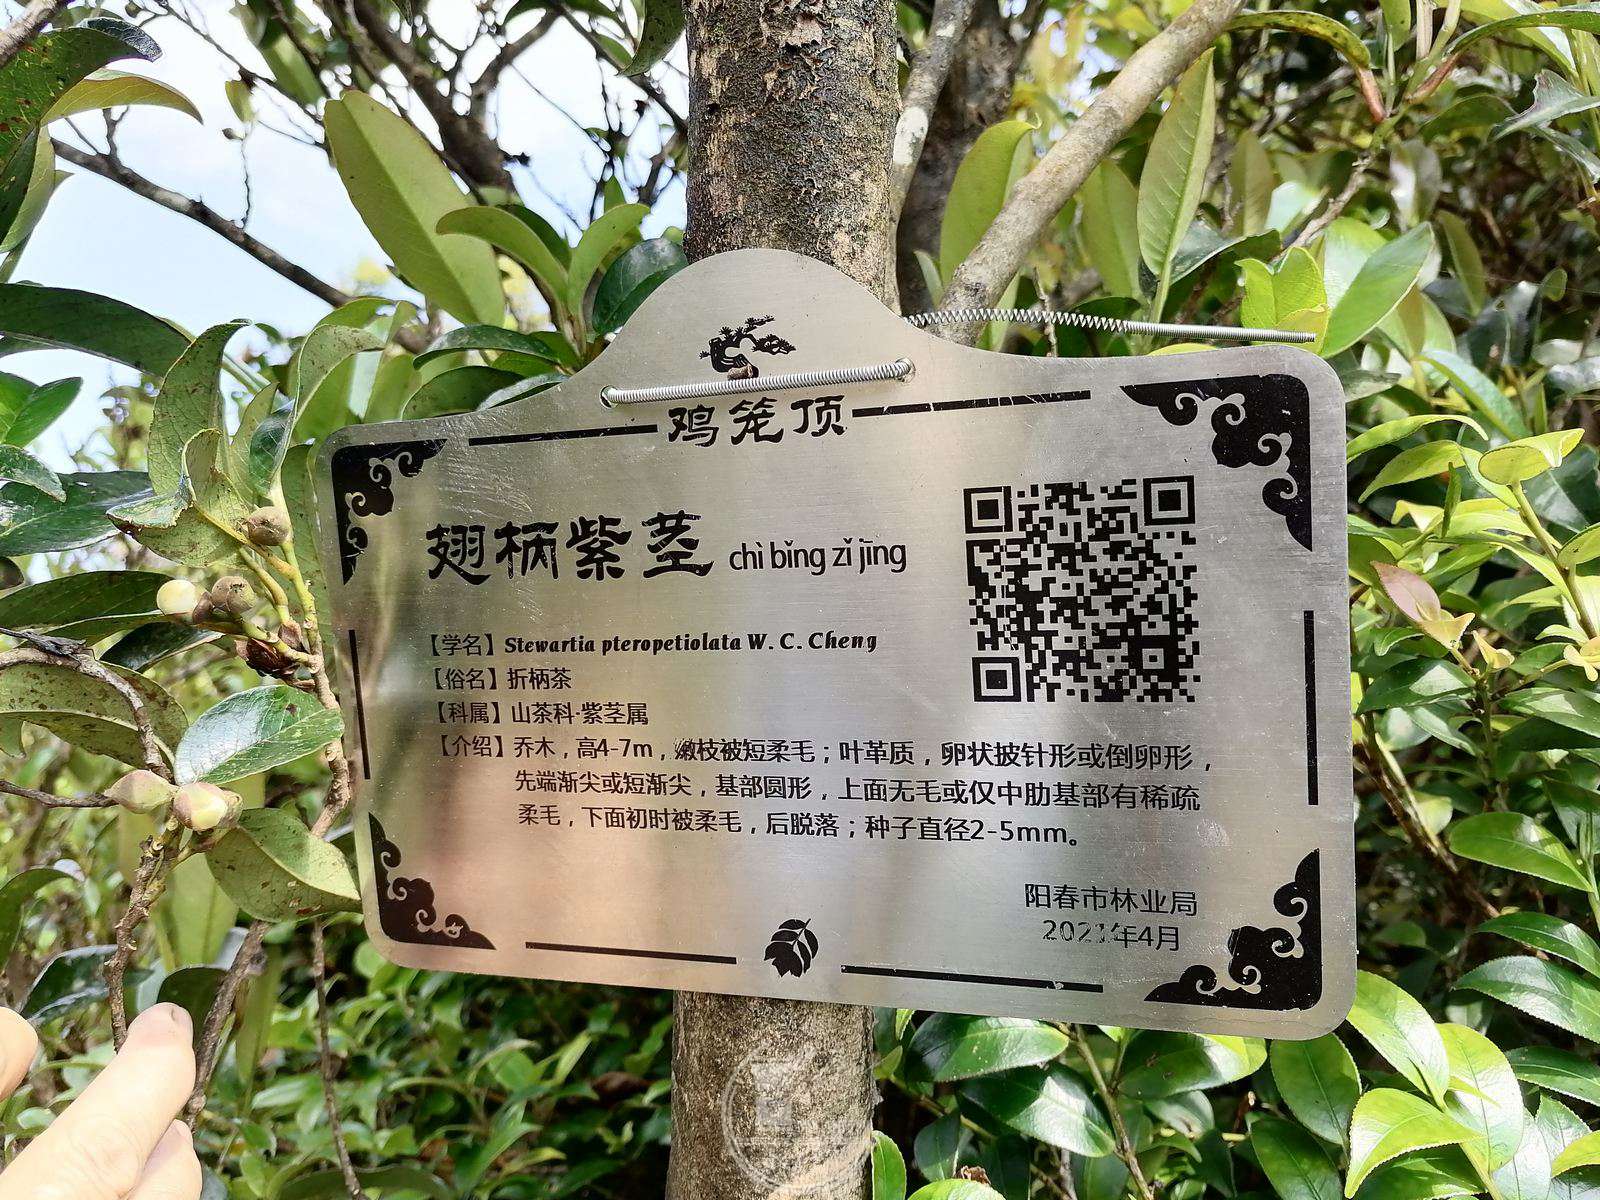 鸡笼顶
翅柄紫茎 chì bǐng zǐ jīng
【学名】Stewartia pteropetiolata W. C. Cheng
【俗名】折柄茶
【科属】山茶科·紫茎属
【介绍】乔木，高4-7m，嫩枝被短柔毛；叶革质，卵状披针形或倒卵形，
先端渐尖或短渐尖，基部圆形，上面无毛或仅中肋基部有稀疏
柔毛，下面初时被柔毛，后脱落；种子直径2-5mm。
阳春市林业局
2021年4月